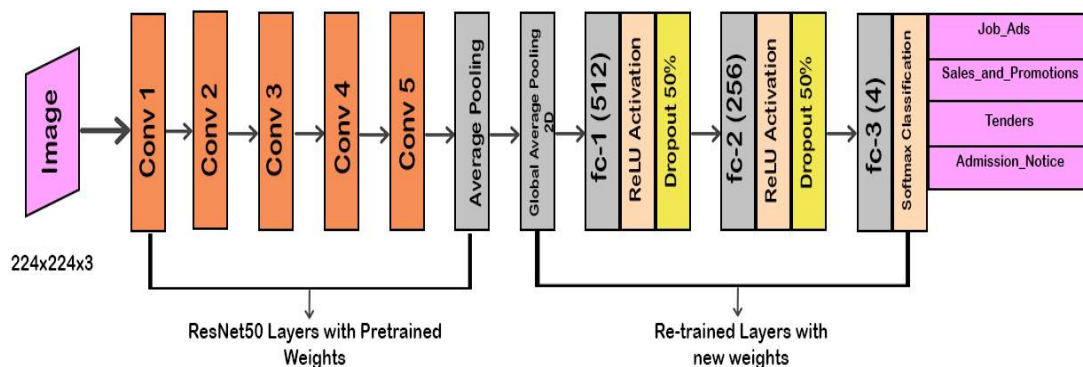 Image
224x224x3
Conv 1
Conv 2
Conv 3
Conv 4
Conv 5
Average Pooling
Global Average Pooling
2D
fc-1 (512)
ReLU Activation
Dropout 50%
fc-2 (256)
ReLU Activation
Dropout 50%
fc-3 (4)
Softmax Classification
Job_Ads
Sales_and_Promotions
Tenders
Admission_Notice
ResNet50 Layers with Pretrained
Weights
Re-trained Layers with
new weights